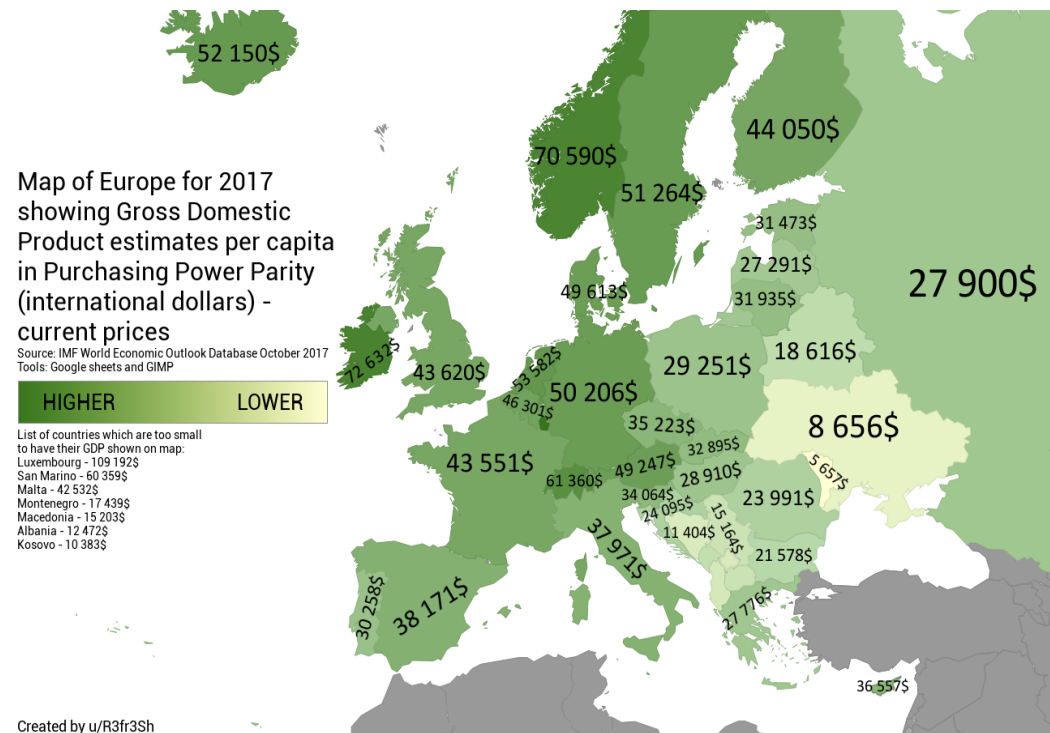 52 150$
70 590$
44 050$
51 264$
Map of Europe for 2017
showing Gross Domestic
Product estimates per capita
in Purchasing Power Parity
(international dollars) -
current prices
Source: IMF World Economic Outlook Database October 2017
Tools: Google sheets and GIMP
HIGHER LOWER
List of countries which are too small
to have their GDP shown on map:
Luxembourg - 109 192$
San Marino - 60 359$
Malta - 42 532$
Montenegro - 17 439$
Macedonia - 15 203$
Albania - 12 472$
Kosovo - 10 383$
31 473$
27 291$
31 935$
27 900$
49 613$
72 632$
43 620$
53 582$
46 301$
50 206$
29 251$
18 616$
8 656$
5 657$
35 223$
32 895$
43 551$
61 360$
49 247$
28 910$
34 064$
24 095$
23 991$
11 404$
15 164$
21 578$
37 971$
30 258$
38 171$
27 776$
36 557$
Created by u/R3fr3Sh